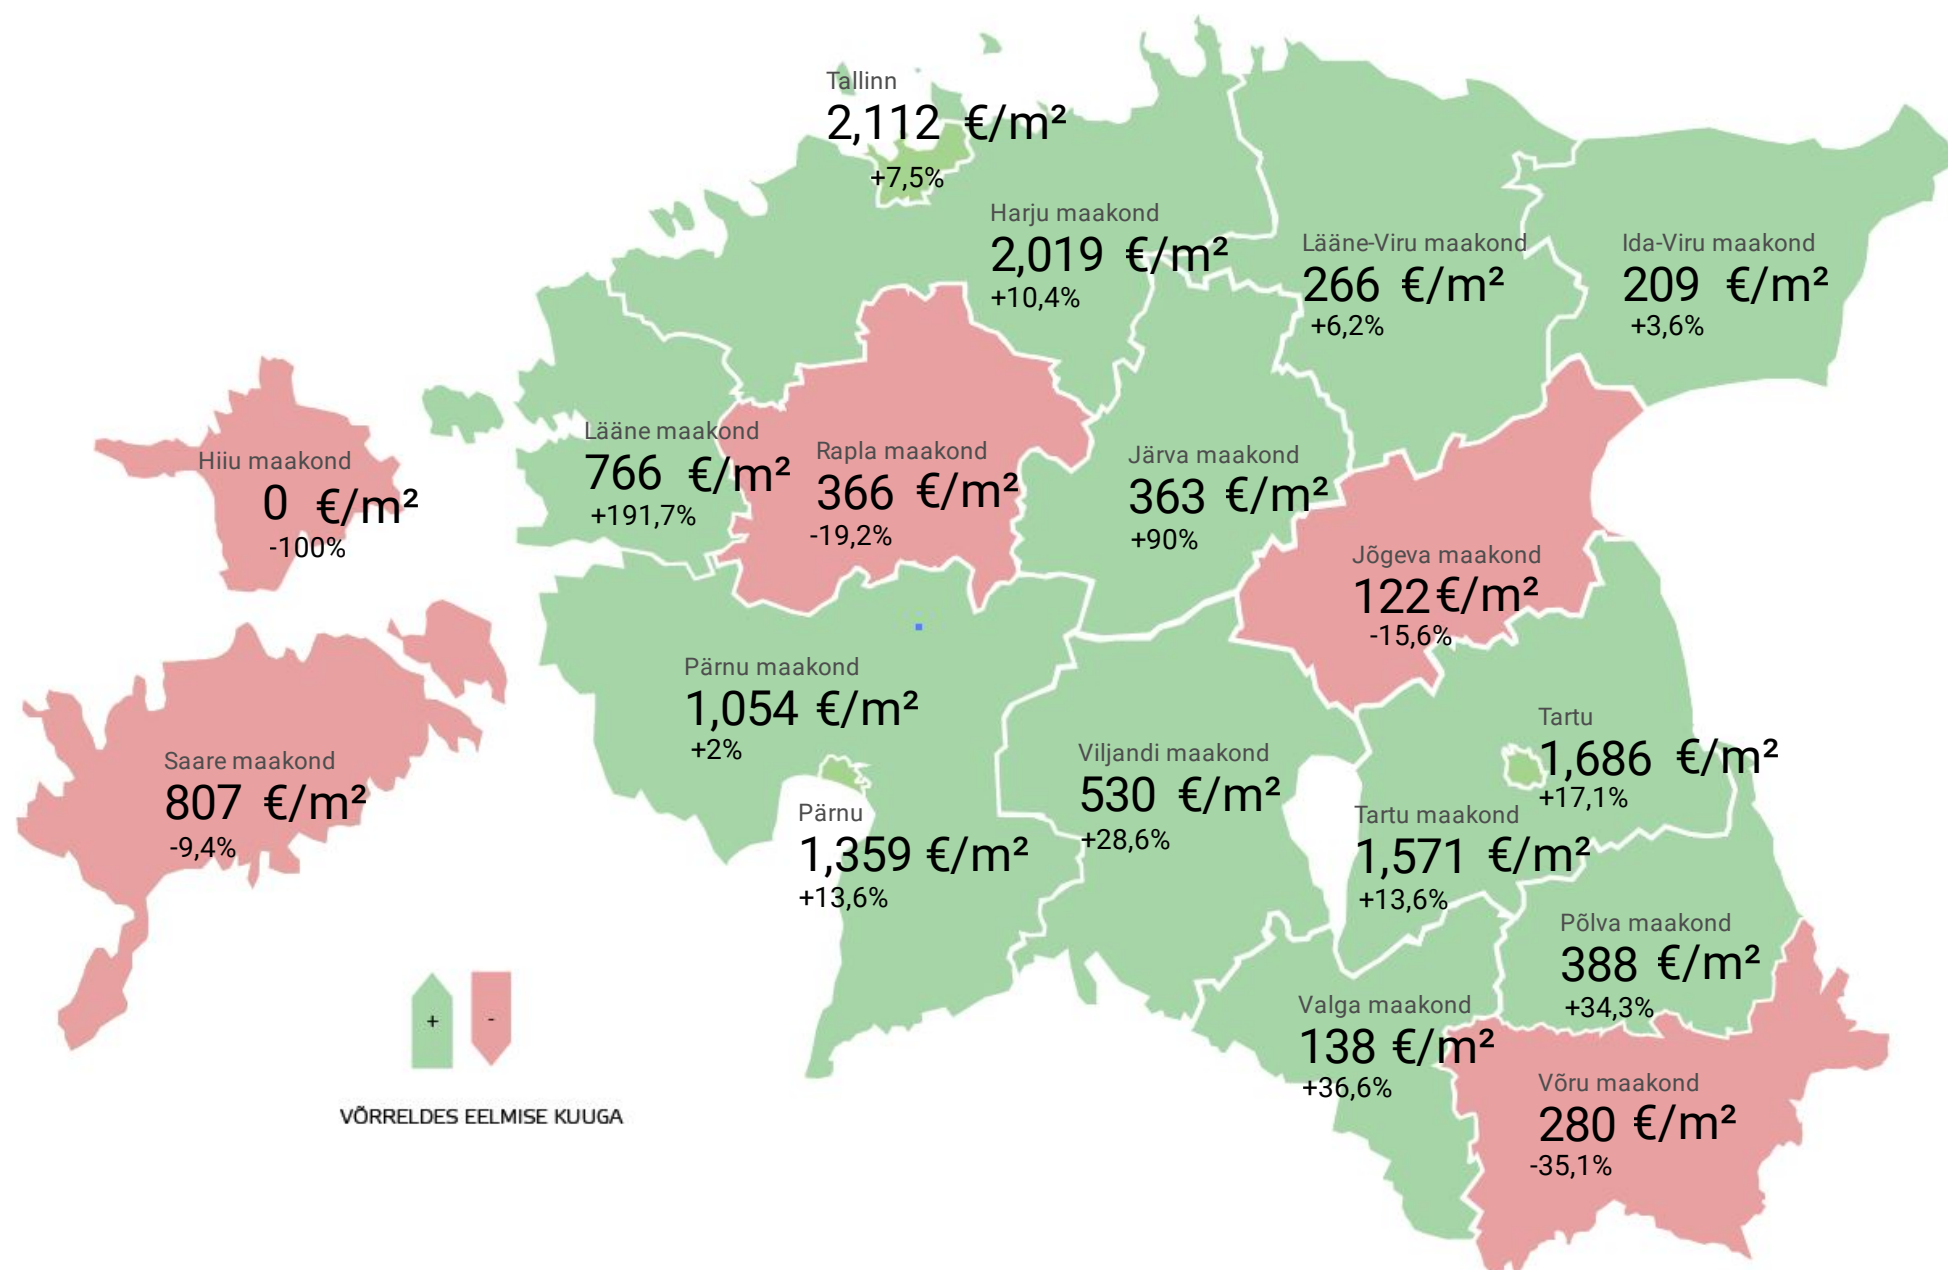 Tallinn
2,112 €/m²
+7,5%
Harju maakond
2,019 €/m²
+10,4%
Lääne-Viru maakond
266 €/m²
+6,2%
Ida-Viru maakond
209 €/m²
+3,6%
Hiiu maakond
0 €/m²
-100%
Lääne maakond
766 €/m²
+191,7%
Rapla maakond
366 €/m²
-19,2%
Järva maakond
363 €/m²
+90%
Jõgeva maakond
122 €/m²
-15,6%
Saare maakond
807 €/m²
-9,4%
Pärnu maakond
1,054 €/m²
+2%
Pärnu
1,359 €/m²
+13,6%
Viljandi maakond
530 €/m²
+28,6%
Tartu
1,686 €/m²
+17,1%
Tartu maakond
1,571 €/m²
+13,6%
Põlva maakond
388 €/m²
+34,3%
Valga maakond
138 €/m²
+36,6%
Võru maakond
280 €/m²
-35,1%
+ -
VÕRRELDES EELMISE KUUGA